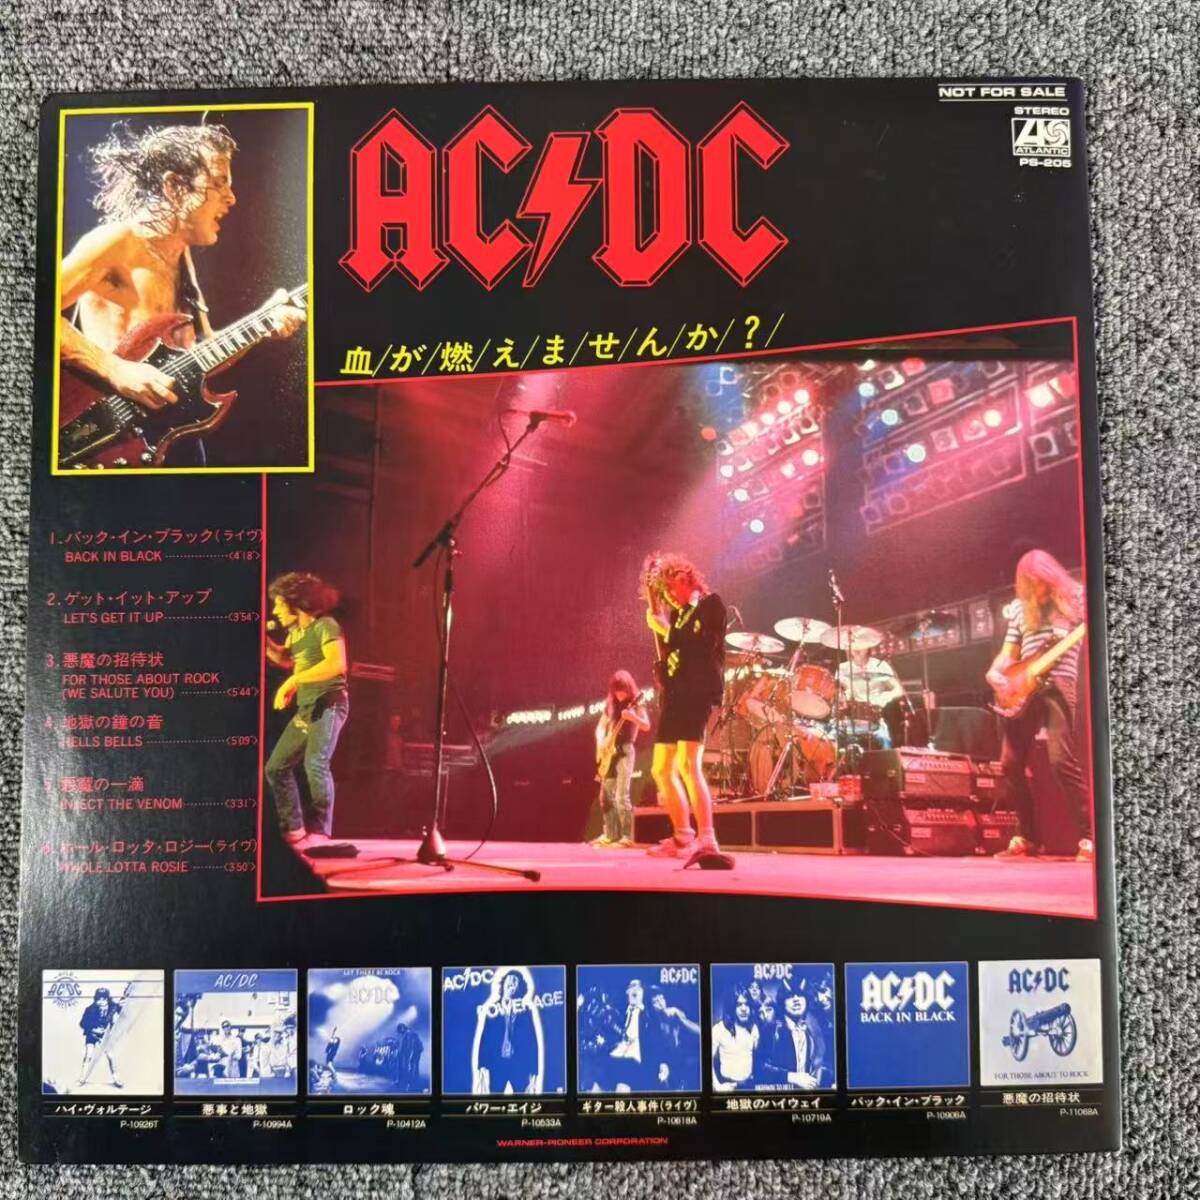 NOT FOR SALE
STEREO
ATLANTIC
PS-205
AC/DC
血/が/燃/え/ま/せ/ん/か/?/
1.バック・イン・ブラック(ライヴ)
BACK IN BLACK ⟨4'18"⟩
2.ゲット・イット・アップ
LET'S GET IT UP ⟨3'54"⟩
3.悪魔の招待状
FOR THOSE ABOUT ROCK
(WE SALUTE YOU) ⟨5'44"⟩
4.地獄の鐘の音
HELLS BELLS ⟨5'09"⟩
5.悪魔の一滴
INJECT THE VENOM ⟨3'31"⟩
6.ホール・ロッタ・ロジー(ライヴ)
WHOLE LOTTA ROSIE ⟨3'50"⟩
AC/DC
AC/DC
LET THERE BE ROCK
AC/DC
AC/DC
POWERAGE
AC/DC
AC/DC
HIGHWAY TO HELL
AC/DC
BACK IN BLACK
AC/DC
FOR THOSE ABOUT TO ROCK
ハイ・ヴォルテージ
P-10926T
悪事と地獄
P-10994A
ロック魂
P-10412A
パワー・エイジ
P-10533A
ギター殺人事件(ライヴ)
P-10618A
地獄のハイウェイ
P-10719A
バック・イン・ブラック
P-10906A
悪魔の招待状
P-11068A
WARNER-PIONEER CORPORATION